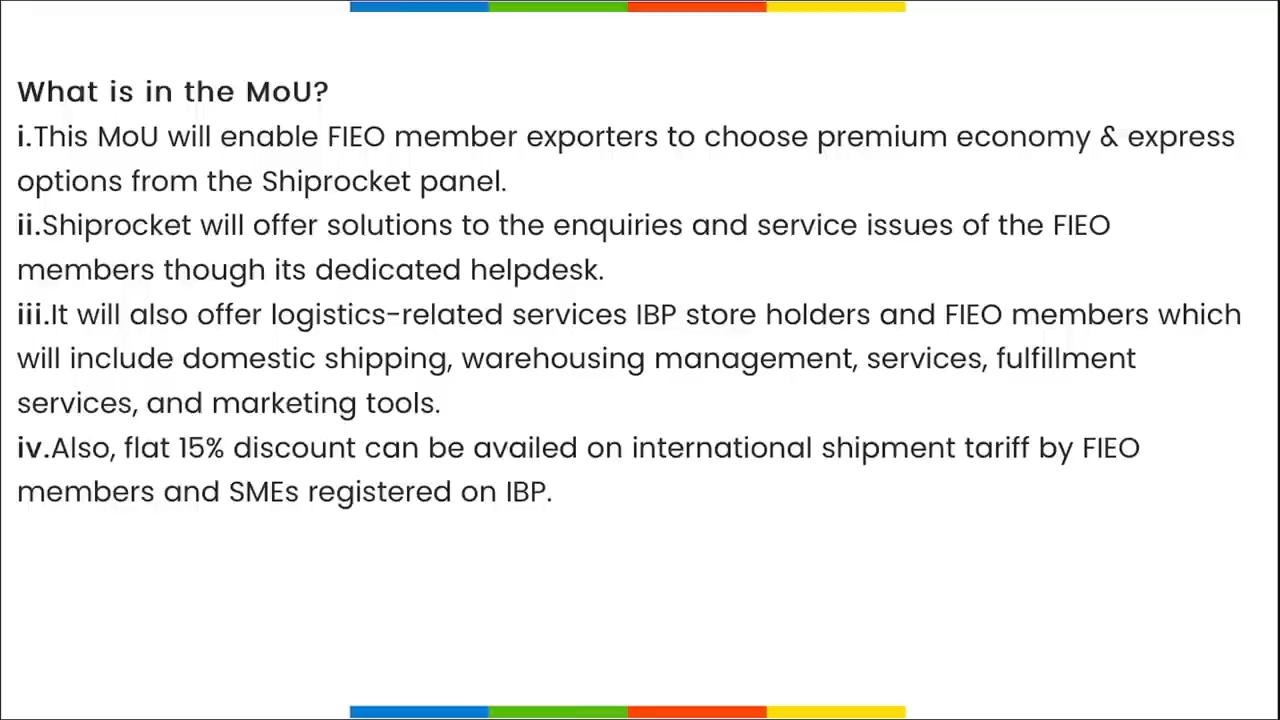 What is in the MoU?
i.This MoU will enable FIEO member exporters to choose premium economy & express
options from the Shiprocket panel.
ii.Shiprocket will offer solutions to the enquiries and service issues of the FIEO
members though its dedicated helpdesk.
iii.It will also offer logistics-related services IBP store holders and FIEO members which
will include domestic shipping, warehousing management, services, fulfillment
services, and marketing tools.
iv.Also, flat 15% discount can be availed on international shipment tariff by FIEO
members and SMEs registered on IBP.